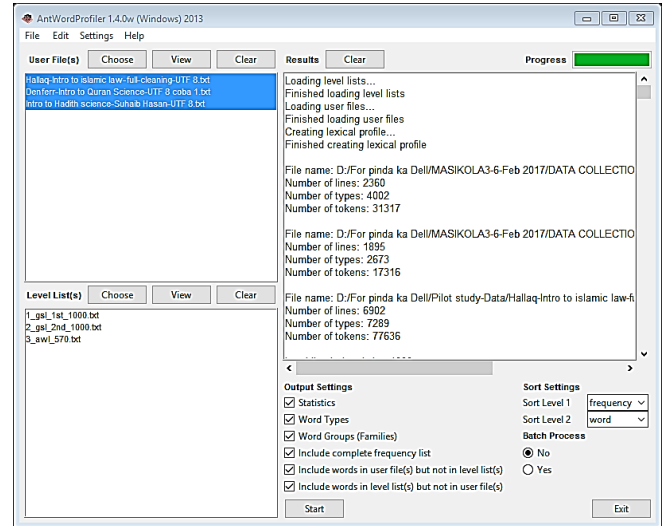 AntWordProfiler 1.4.0w (Windows) 2013
File Edit Settings Help
User File(s) Choose View Clear
Hallaq-Intro to islamic law-full-cleaning-UTF 8.txt
Denferr-Intro to Quran Science-UTF 8 coba 1.txt
Intro to Hadith science-Suhaib Hasan-UTF 8.txt
Level List(s) Choose View Clear
1_gsl_1st_1000.txt
2_gsl_2nd_1000.txt
3_awl_570.txt
Results Clear Progress
Loading level lists...
Finished loading level lists
Loading user files...
Finished loading user files
Creating lexical profile...
Finished creating lexical profile
File name: D:/For pinda ka Dell/MASIKOLA3-6-Feb 2017/DATA COLLECTIO
Number of lines: 2360
Number of types: 4002
Number of tokens: 31317
File name: D:/For pinda ka Dell/MASIKOLA3-6-Feb 2017/DATA COLLECTIO
Number of lines: 1895
Number of types: 2673
Number of tokens: 17316
File name: D:/For pinda ka Dell/Pilot study-Data/Hallaq-Intro to islamic law-fu
Number of lines: 6902
Number of types: 7289
Number of tokens: 77636
Output Settings
Statistics
Word Types
Word Groups (Families)
Include complete frequency list
Include words in user file(s) but not in level list(s)
Include words in level list(s) but not in user file(s)
Sort Settings
Sort Level 1 frequency
Sort Level 2 word
Batch Process
No
Yes
Start Exit